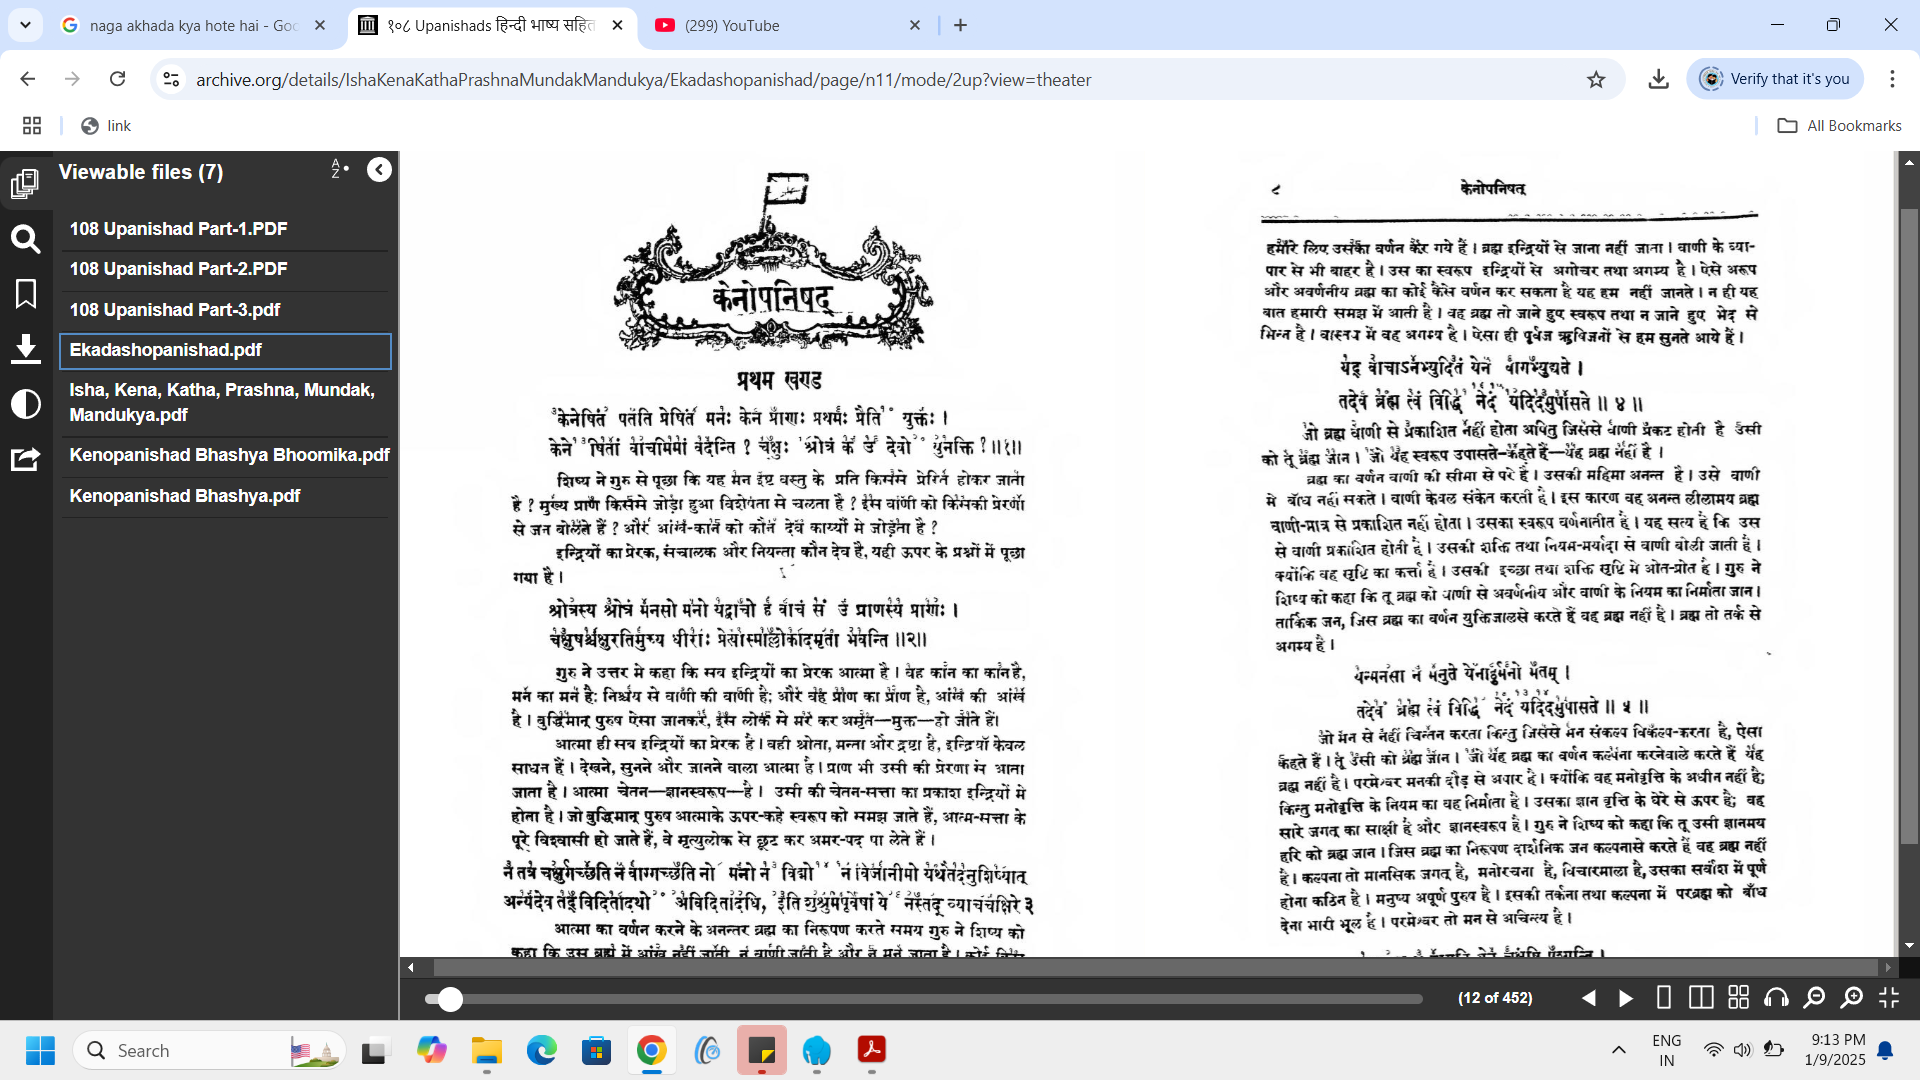 naga akhada kya hote hai - Goo
१०८ Upanishads हिन्दी भाष्य सहित
(299) YouTube
archive.org/details/IshaKenaKathaPrashnaMundakMandukya/Ekadashopanishad/page/n11/mode/2up?view=theater
Verify that it's you
link
All Bookmarks
Viewable files (7)
108 Upanishad Part-1.PDF
108 Upanishad Part-2.PDF
108 Upanishad Part-3.pdf
Ekadashopanishad.pdf
Isha, Kena, Katha, Prashna, Mundak,
Mandukya.pdf
Kenopanishad Bhashya Bhoomika.pdf
Kenopanishad Bhashya.pdf
केनोपनिषद्
प्रथम खण्ड
केनेषितं पतति प्रेषितं मनः केन प्राणः प्रथमः प्रैति युक्तः ।
केनेषितां वाचमिमां वदन्ति ? चक्षुः श्रोत्रं क उ देवो युनक्ति ? ॥१॥
शिष्य ने गुरु से पूछा कि यह मन इष्ट वस्तु के प्रति किससे प्रेरित होकर जाता
है ? मुख्य प्राण किससे जोड़ा हुआ विशेषता से चलता है ? इस वाणी को किसकी प्रेरणा
से जन बोलते हैं ? और आंख-कान को कौन देव कार्य्यों में जोड़ता है ?
इन्द्रियों का प्रेरक, संचालक और नियन्ता कौन देव है, यही ऊपर के प्रश्नों में पूछा
गया है ।
श्रोत्रस्य श्रोत्रं मनसो मनो यद्वाचो ह वाचं स उ प्राणस्य प्राणः ।
चक्षुषश्चक्षुरतिमुच्य धीराः प्रेत्यास्माल्लोकादमृता भवन्ति ॥२॥
गुरु ने उत्तर मे कहा कि सब इन्द्रियों का प्रेरक आत्मा है । वह कान का कान है,
मन का मन है; निश्चय से वाणी की वाणी है; और वह प्राण का प्राण है, आंख की आंख
है । बुद्धिमान् पुरुष ऐसा जानकर, इस लोक से मर कर अमृत—मुक्त—हो जाते हैं।
आत्मा ही सब इन्द्रियों का प्रेरक है । वही श्रोता, मन्ता और द्रष्टा है, इन्द्रियाँ केवल
साधन हैं । देखने, सुनने और जानने वाला आत्मा है । प्राण भी उसी की प्रेरणा से आता
जाता है । आत्मा चेतन—ज्ञानस्वरूप—है । उसी की चेतन-सत्ता का प्रकाश इन्द्रियों मे
होता है । जो बुद्धिमान् पुरुष आत्माके ऊपर-कहे स्वरूप को समझ जाते हैं, आत्म-सत्ता के
पूरे विश्वासी हो जाते हैं, वे मृत्युलोक से छूट कर अमर-पद पा लेते हैं ।
न तत्र चक्षुर्गच्छति न वाग्गच्छति नो मनो न विद्मो न विजानीमो यथैतदनुशिष्यात्
अन्यदेव तद्विदितादथो अविदितादधि, इति शुश्रुम पूर्वेषां ये नस्तद् व्याचचक्षिरे ३
आत्मा का वर्णन करने के अनन्तर ब्रह्म का निरूपण करते समय गुरु ने शिष्य को
कहा कि उस ब्रह्म में आंख नहीं जाती, न वाणी जाती है और न मन जाता है ।
८ केनोपनिषत्
हमारे लिए उसका वर्णन कर गये हैं । ब्रह्म इन्द्रियों से जाना नहीं जाता । वाणी के व्या-
पार से भी बाहर है । उस का स्वरूप इन्द्रियों से अगोचर तथा अगम्य है । ऐसे अरूप
और अवर्णनीय ब्रह्म का कोई कैसे वर्णन कर सकता है यह हम नहीं जानते । न ही यह
बात हमारी समझ में आती है । वह ब्रह्म तो जाने हुए स्वरूप तथा न जाने हुए भेद से
भिन्न है । वास्तव में वह अगम्य है । ऐसा ही पूर्वज ऋषिजनों से हम सुनते आये हैं ।
यद् वाचाऽनभ्युदितं येन वागभ्युद्यते ।
तदेव ब्रह्म त्वं विद्धि नेदं यदिदमुपासते ॥ ४ ॥
जो ब्रह्म वाणी से प्रकाशित नहीं होता अपितु जिससे वाणी प्रकट होती है उसी
को तू ब्रह्म जान । जो यह स्वरूप उपासते-कहते हैं—यह ब्रह्म नहीं है ।
ब्रह्म का वर्णन वाणी की सीमा से परे है । उसकी महिमा अनन्त है । उसे वाणी
मे बाँध नहीं सकते । वाणी केवल संकेत करती है । इस कारण वह अनन्त लीलामय ब्रह्म
वाणी-मात्र से प्रकाशित नहीं होता । उसका स्वरूप वर्णनातीत है । यह सत्य है कि उस
से वाणी प्रकाशित होती है । उसकी शक्ति तथा नियम-मर्यादा से वाणी बोली जाती है ।
क्योंकि वह सृष्टि का कर्त्ता है । उसकी इच्छा तथा शक्ति सृष्टि मे ओत-प्रोत है । गुरु ने
शिष्य को कहा कि तू ब्रह्म को वाणी से अवर्णनीय और वाणी के नियम का निर्माता जान ।
तार्किक जन, जिस ब्रह्म का वर्णन युक्तिजालसे करते हैं वह ब्रह्म नहीं है । ब्रह्म तो तर्क से
अगम्य है ।
यन्मनसा न मनुते येनाहुर्मनो मतम् ।
तदेव ब्रह्म त्वं विद्धि नेदं यदिदमुपासते ॥ ५ ॥
जो मन से नहीं चिन्तन करता किन्तु जिससे मन संकल्प विकल्प-करता है, ऐसा
कहते हैं । तू उसी को ब्रह्म जान । जो यह ब्रह्म का वर्णन कल्पना करनेवाले करते हैं यह
ब्रह्म नहीं है । परमेश्वर मनकी दौड़ से अपार है । क्योंकि वह मनोवृत्ति के अधीन नहीं है;
किन्तु मनोवृत्ति के नियम का यह निर्माता है । उसका ज्ञान वृत्ति के घेरे से ऊपर है; वह
सारे जगत् का साक्षी है और ज्ञानस्वरूप है । गुरु ने शिष्य को कहा कि तू उसी ज्ञानमय
हरि को ब्रह्म जान । जिस ब्रह्म का निरूपण दार्शनिक जन कल्पनासे करते हैं वह ब्रह्म नहीं
है । कल्पना तो मानसिक जगत् है, मनोरचना है, विचारमाला है, उसका सर्वांश में पूर्ण
होना कठिन है । मनुष्य अपूर्ण पुरुष है । इसकी तर्कना तथा कल्पना में परब्रह्म को बाँध
देना भारी भूल है । परमेश्वर तो मन से अचिन्त्य है ।
(12 of 452)
Search
ENG
IN
9:13 PM
1/9/2025